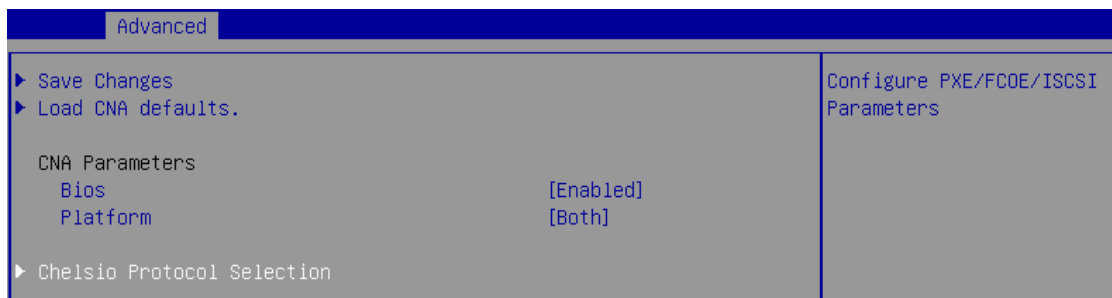 Advanced
Save Changes
Load CNA defaults.
CNA Parameters
Bios [Enabled]
Platform [Both]
Chelsio Protocol Selection
Configure PXE/FCOE/ISCSI
Parameters